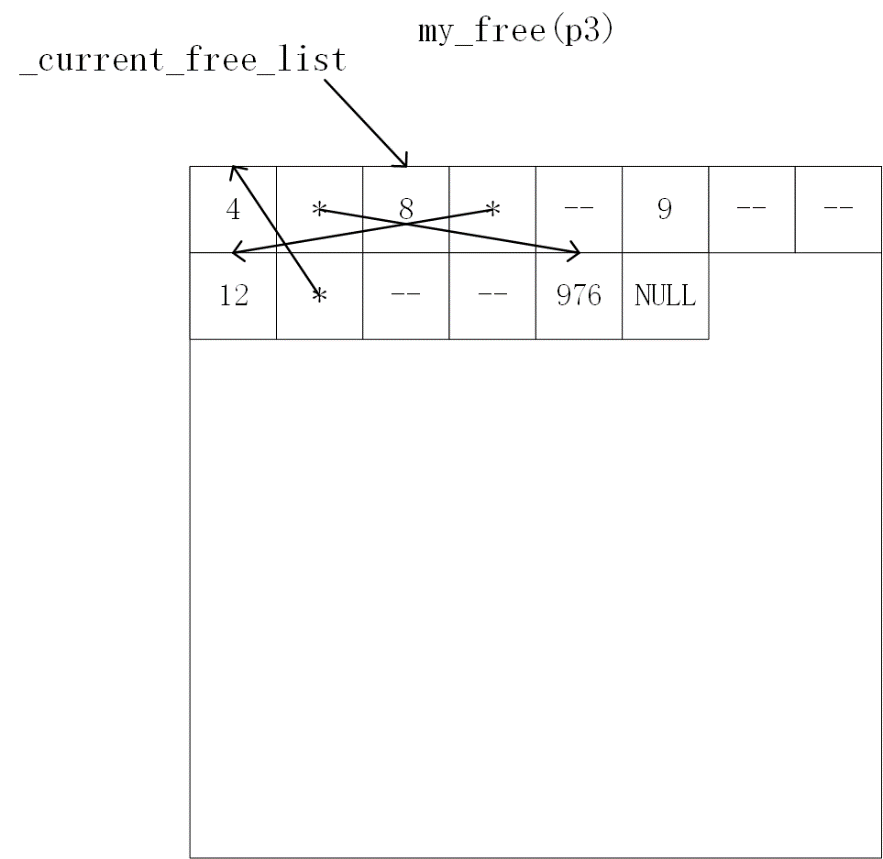 my_free(p3)
_current_free_list
4 * 8 * -- 9 -- --
12 * -- -- 976 NULL